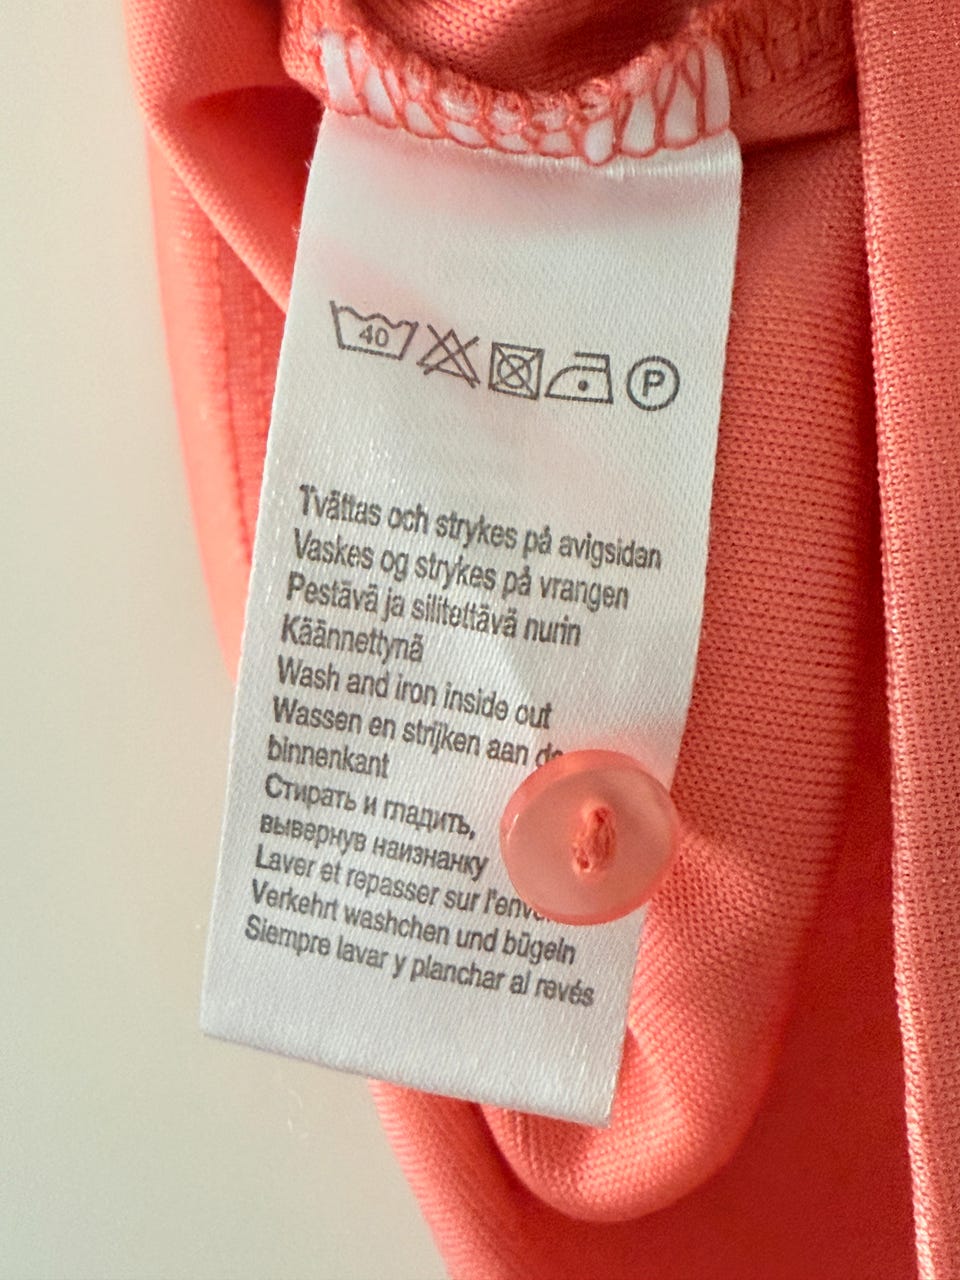 40 P
Tvättas och strykes på avigsidan
Vaskes og strykes på vrangen
Pestävä ja silitettävä nurin
Käännettynä
Wash and iron inside out
Wassen en strijken aan
binnenkant
Стирать и гладить,
вывернув наизнанку
Laver et repasser sur
Verkehrt washchen und bügeln
Siempre lavar y planchar al revés